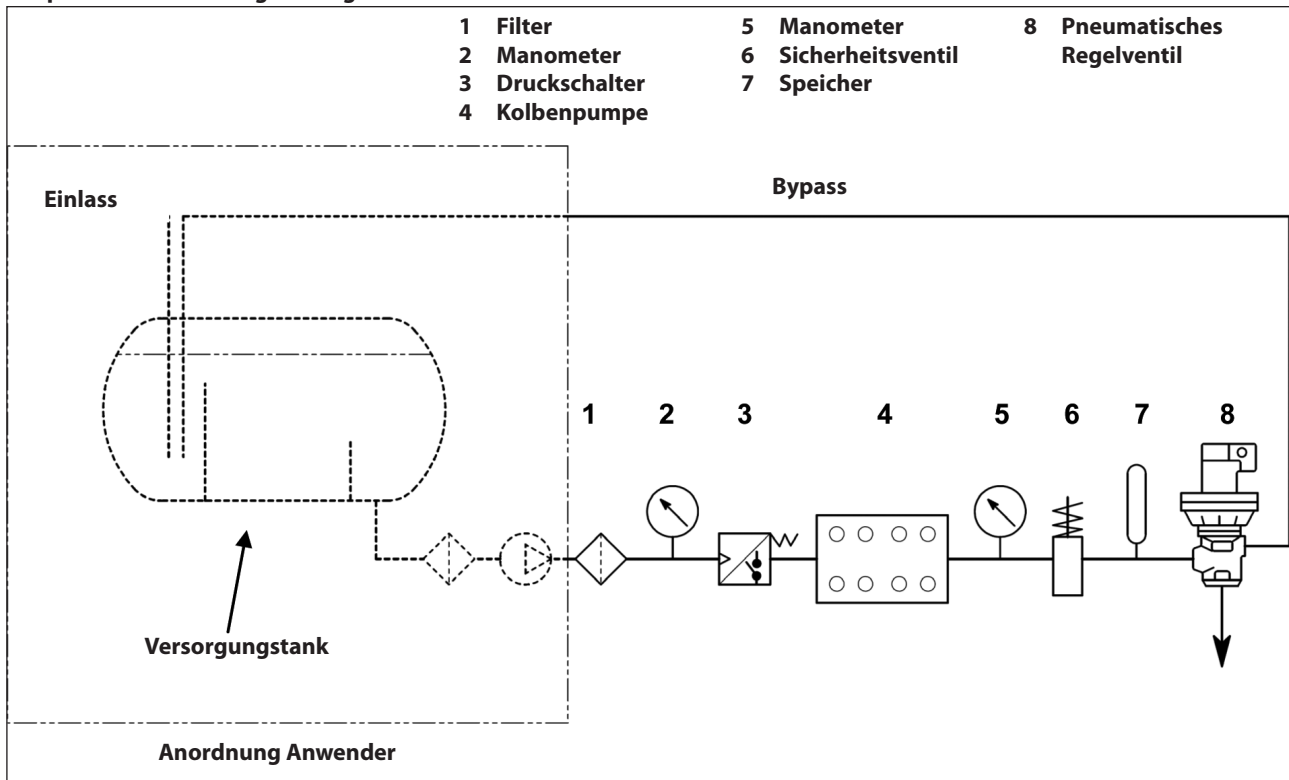 1 Filter
2 Manometer
3 Druckschalter
4 Kolbenpumpe
5 Manometer
6 Sicherheitsventil
7 Speicher
8 Pneumatisches
Regelventil
Einlass
Bypass
1 2 3 4 5 6 7 8
Versorgungstank
Anordnung Anwender